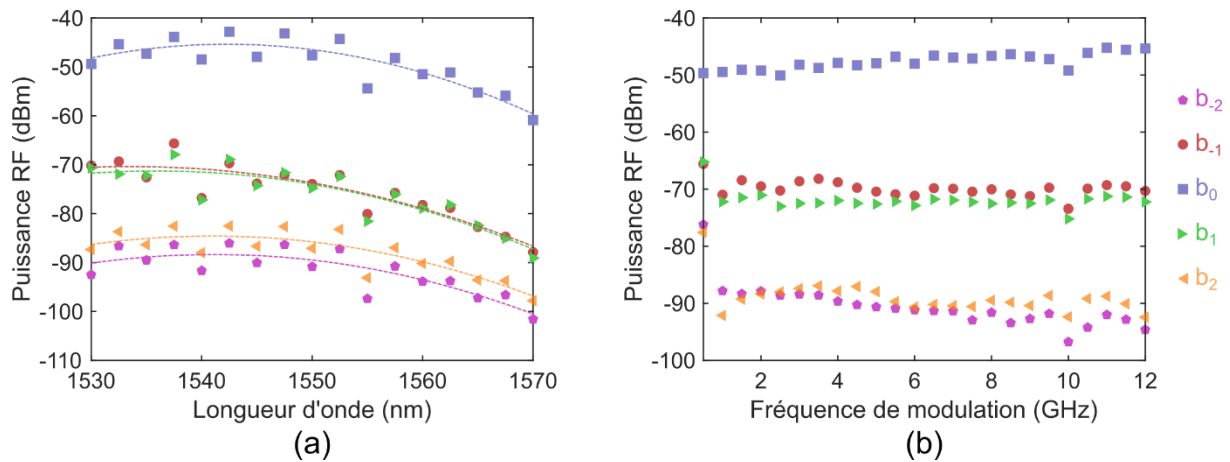 -40
-50
-60
-70
-80
-90
-100
-110
Puissance RF (dBm)
1530 1540 1550 1560 1570
Longueur d'onde (nm)
(a)
-40
-50
-60
-70
-80
-90
-100
Puissance RF (dBm)
2 4 6 8 10 12
Fréquence de modulation (GHz)
(b)
b-2
b-1
b0
b1
b2